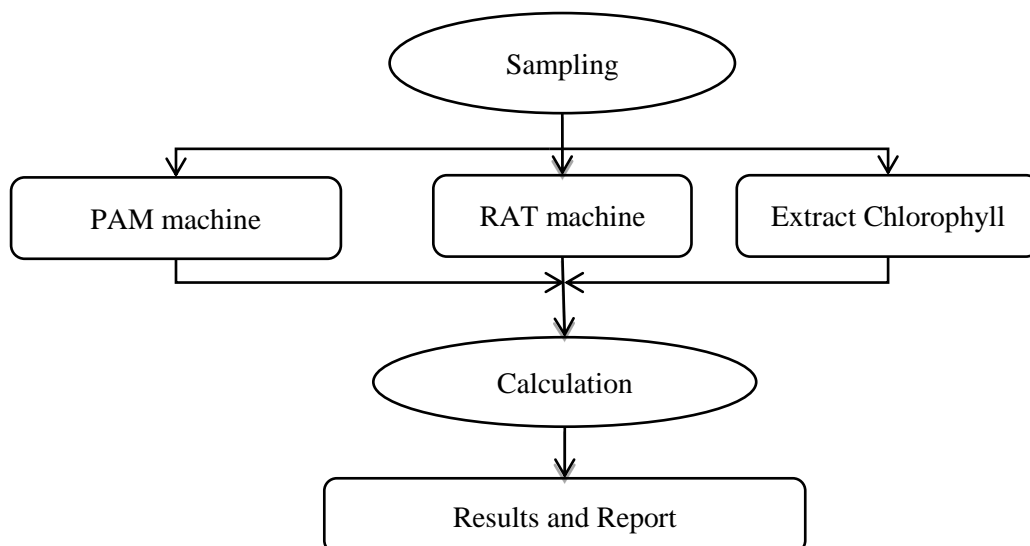 Sampling
PAM machine
RAT machine
Extract Chlorophyll
Calculation
Results and Report